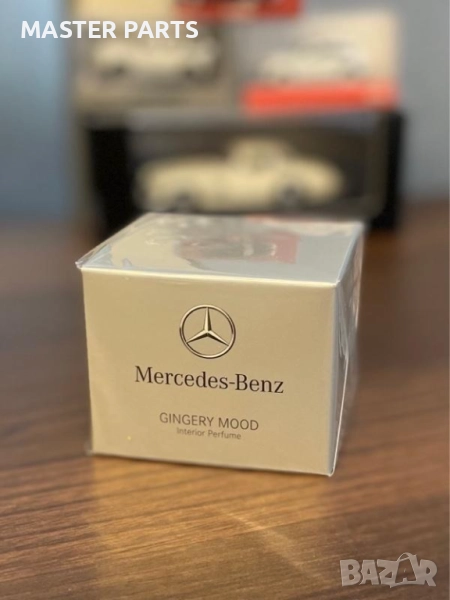 MASTER PARTS
Mercedes-Benz
GINGERY MOOD
Interior Perfume
BAZAR